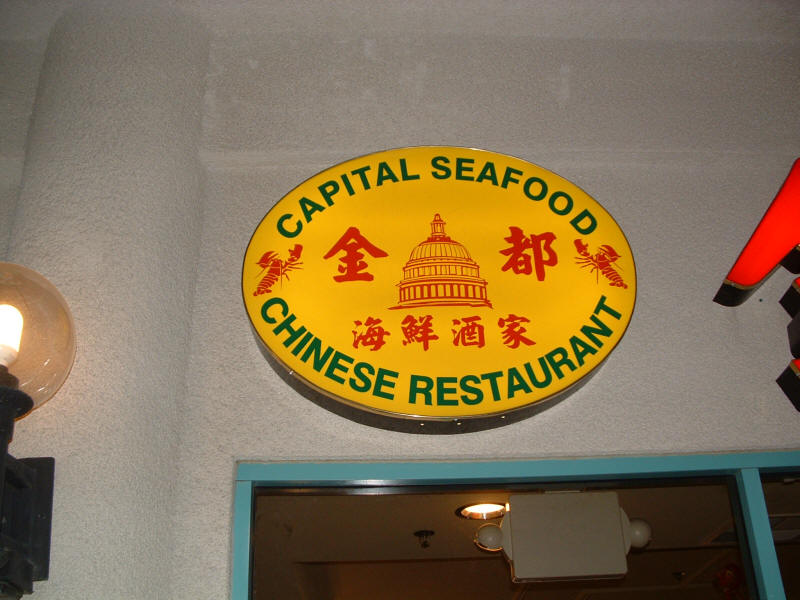 CAPITAL SEAFOOD
金 都
海鮮酒家
CHINESE RESTAURANT